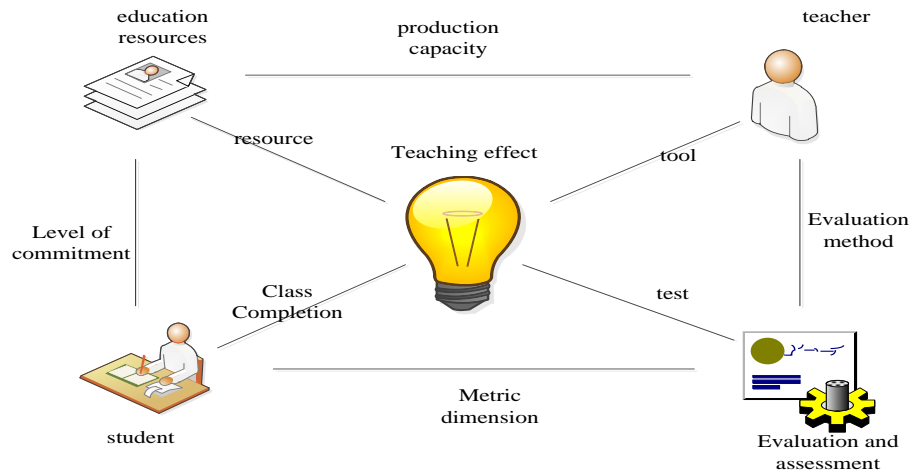 education
resources
production
capacity
teacher
resource
Teaching effect
tool
Level of
commitment
Evaluation
method
Class
Completion
test
Metric
dimension
student
Evaluation and
assessment